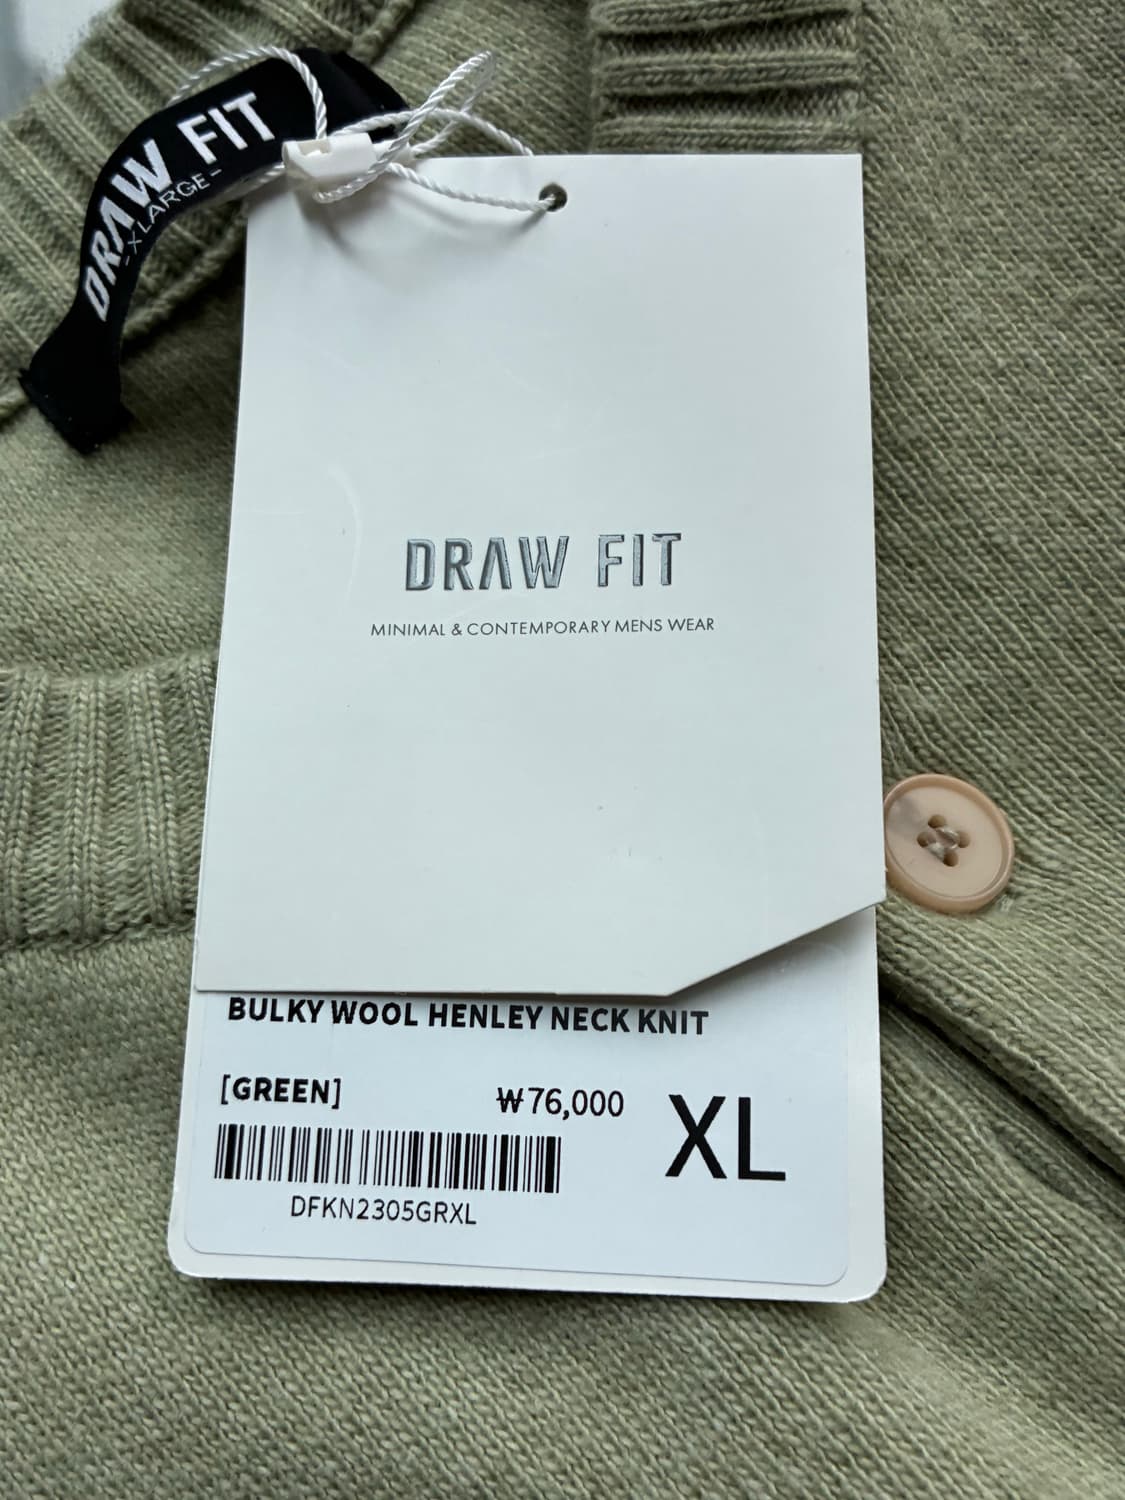 DRAW FIT
- X LARGE -
DRAW FIT
MINIMAL & CONTEMPORARY MENS WEAR
BULKY WOOL HENLEY NECK KNIT
[GREEN]
₩76,000
XL
DFKN2305GRXL